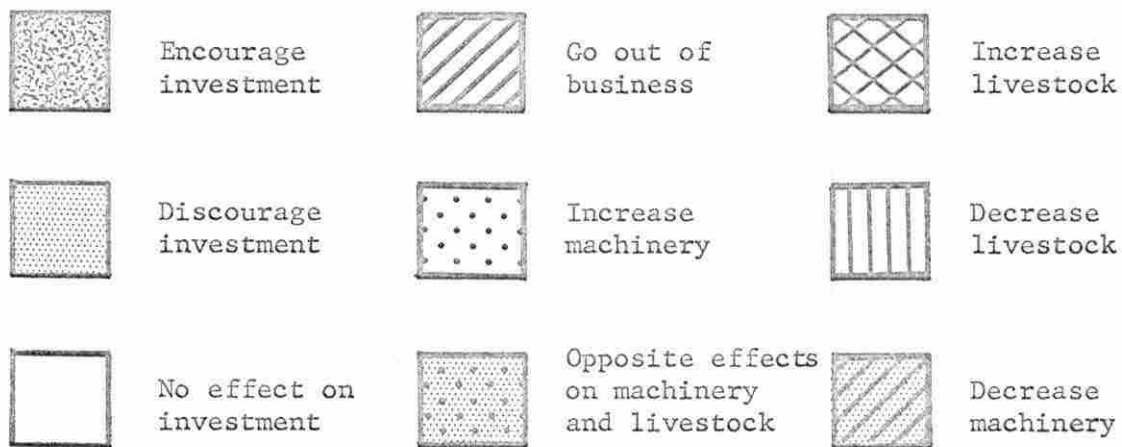 Encourage
investment
Go out of
business
Increase
livestock
Discourage
investment
Increase
machinery
Decrease
livestock
No effect on
investment
Opposite effects
on machinery
and livestock
Decrease
machinery